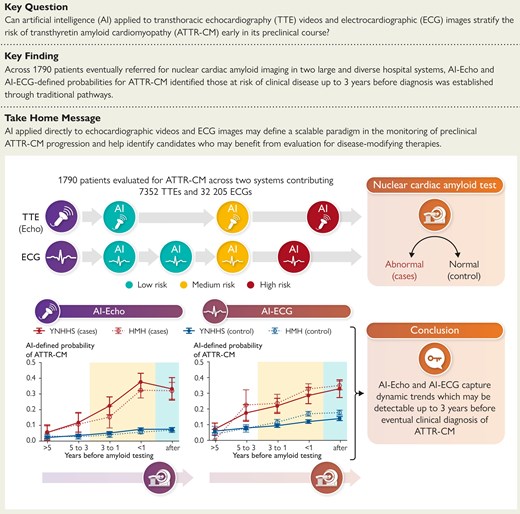 Key Question
Can artificial intelligence (AI) applied to transthoracic echocardiography (TTE) videos and electrocardiographic (ECG) images stratify the
risk of transthyretin amyloid cardiomyopathy (ATTR-CM) early in its preclinical course?
Key Finding
Across 1790 patients eventually referred for nuclear cardiac amyloid imaging in two large and diverse hospital systems, AI-Echo and
AI-ECG-defined probabilities for ATTR-CM identified those at risk of clinical disease up to 3 years before diagnosis was established
through traditional pathways.
Take Home Message
AI applied directly to echocardiographic videos and ECG images may define a scalable paradigm in the monitoring of preclinical
ATTR-CM progression and help identify candidates who may benefit from evaluation for disease-modifying therapies.
1790 patients evaluated for ATTR-CM across two systems contributing
7352 TTEs and 32 205 ECGs
TTE
(Echo)
AI
AI
AI
ECG
AI
AI
AI
AI
Low risk
Medium risk
High risk
Nuclear cardiac amyloid test
Abnormal
(cases)
Normal
(control)
AI-Echo
AI-ECG
YNHHS (cases)
HMH (cases)
YNHHS (control)
HMH (control)
AI-defined probability
of ATTR-CM
0.5
0.4
0.3
0.2
0.1
0.0
>5
5 to 3
3 to 1
<1
after
Years before amyloid testing
AI-defined probability
of ATTR-CM
0.5
0.4
0.3
0.2
0.1
0.0
>5
5 to 3
3 to 1
<1
after
Years before amyloid testing
Conclusion
AI-Echo and AI-ECG capture
dynamic trends which may be
detectable up to 3 years before
eventual clinical diagnosis of
ATTR-CM